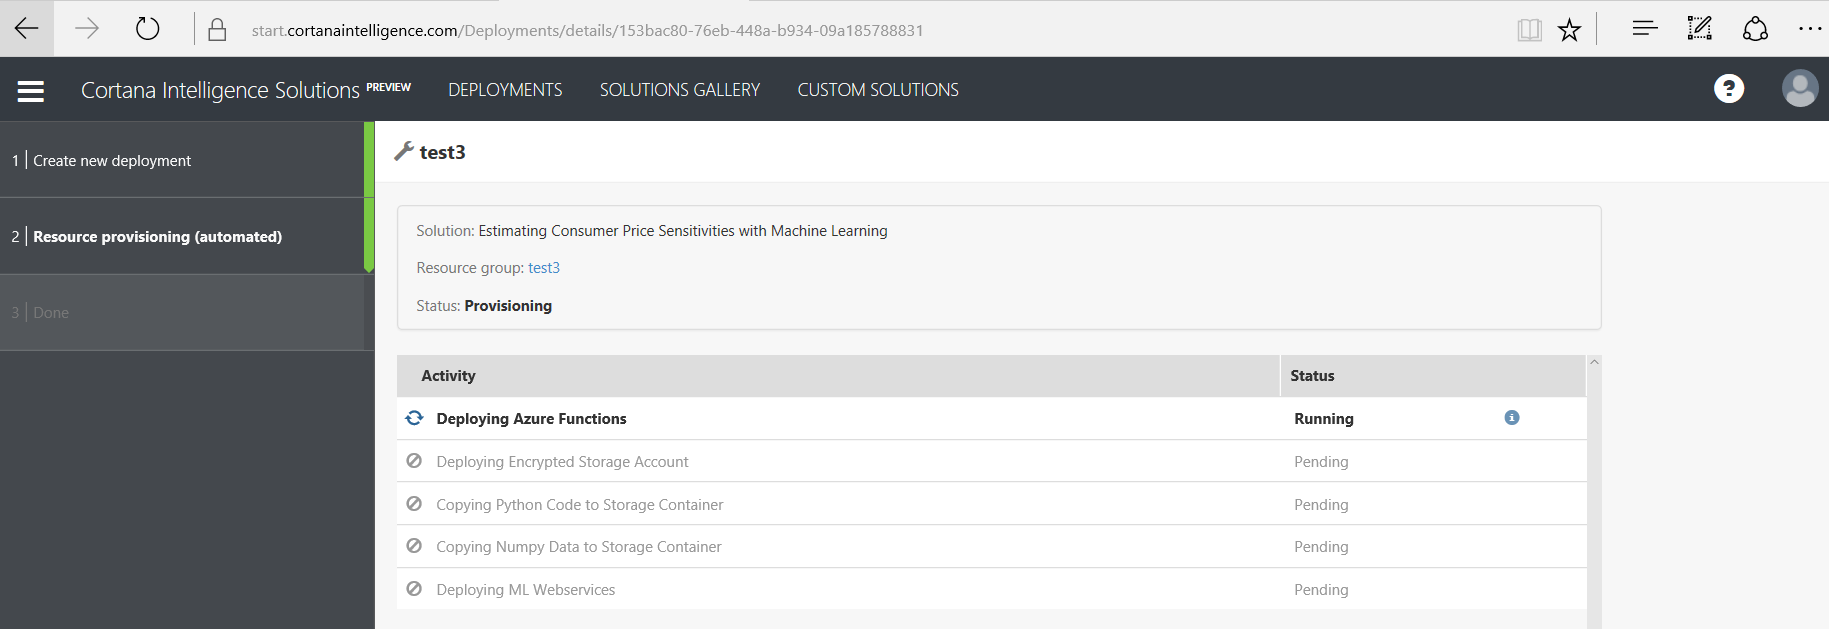 start.cortanaintelligence.com/Deployments/details/153bac80-76eb-448a-b934-09a185788831
Cortana Intelligence Solutions PREVIEW DEPLOYMENTS SOLUTIONS GALLERY CUSTOM SOLUTIONS ?
1 | Create new deployment
2 | Resource provisioning (automated)
3 | Done
test3
Solution: Estimating Consumer Price Sensitivities with Machine Learning
Resource group: test3
Status: Provisioning
Activity Status
Deploying Azure Functions Running
Deploying Encrypted Storage Account Pending
Copying Python Code to Storage Container Pending
Copying Numpy Data to Storage Container Pending
Deploying ML Webservices Pending